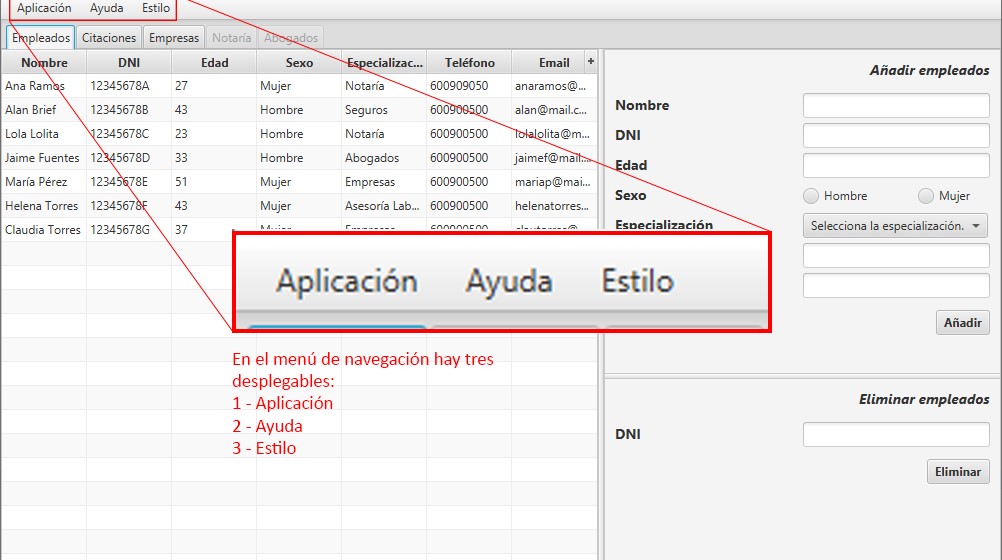 Aplicación Ayuda Estilo
Empleados Citaciones Empresas Notaría Abogados
Nombre DNI Edad Sexo Especializac... Teléfono Email +
Ana Ramos 12345678A 27 Mujer Notaría 600909050 anaramos@...
Alan Brief 12345678B 43 Hombre Seguros 600900500 alan@mail.c...
Lola Lolita 12345678C 23 Hombre Notaría 600900500 lolalolita@m...
Jaime Fuentes 12345678D 33 Hombre Abogados 600900500 jaimef@mail....
María Pérez 12345678E 51 Mujer Empresas 600900500 mariap@mai...
Helena Torres 12345678F 43 Mujer Asesoría Lab... 600900500 helenatorres...
Claudia Torres 12345678G 37
Añadir empleados
Nombre
DNI
Edad
Sexo Hombre Mujer
Especialización Selecciona la especialización.
Añadir
Eliminar empleados
DNI
Eliminar
Aplicación Ayuda Estilo
En el menú de navegación hay tres
desplegables:
1 - Aplicación
2 - Ayuda
3 - Estilo